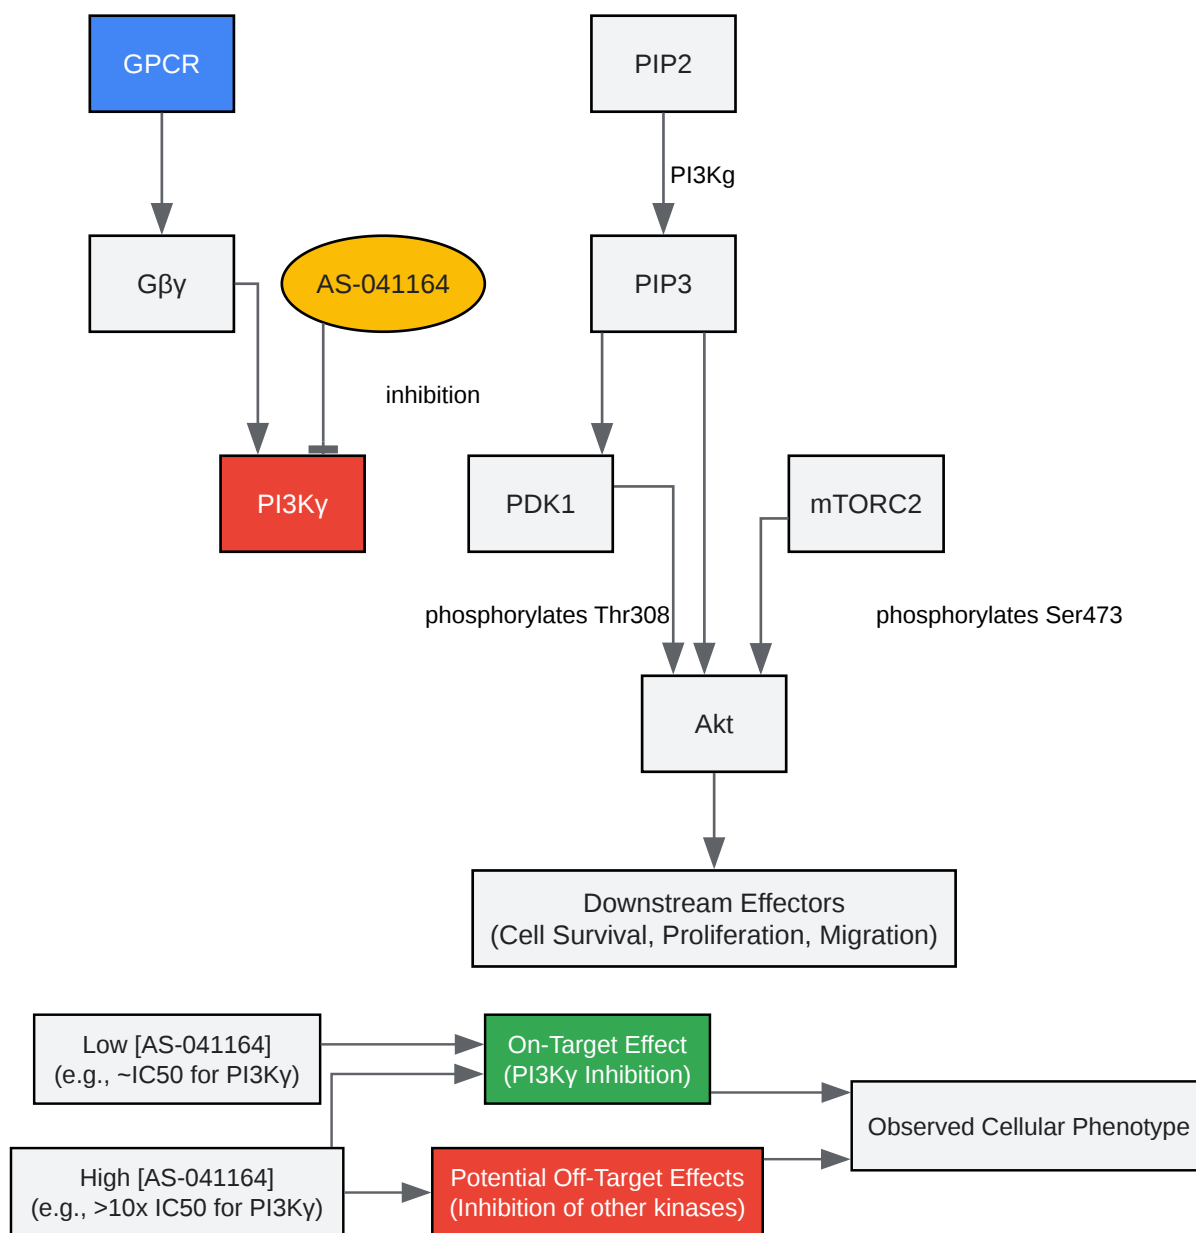 GPCR
PIP2
PI3Kg
Gβγ
AS-041164
PIP3
inhibition
PI3Kγ
PDK1
mTORC2
phosphorylates Thr308
phosphorylates Ser473
Akt
Downstream Effectors
(Cell Survival, Proliferation, Migration)
Low [AS-041164]
(e.g., ~IC50 for PI3Kγ)
On-Target Effect
(PI3Kγ Inhibition)
Observed Cellular Phenotype
High [AS-041164]
(e.g., >10x IC50 for PI3Kγ)
Potential Off-Target Effects
(Inhibition of other kinases)